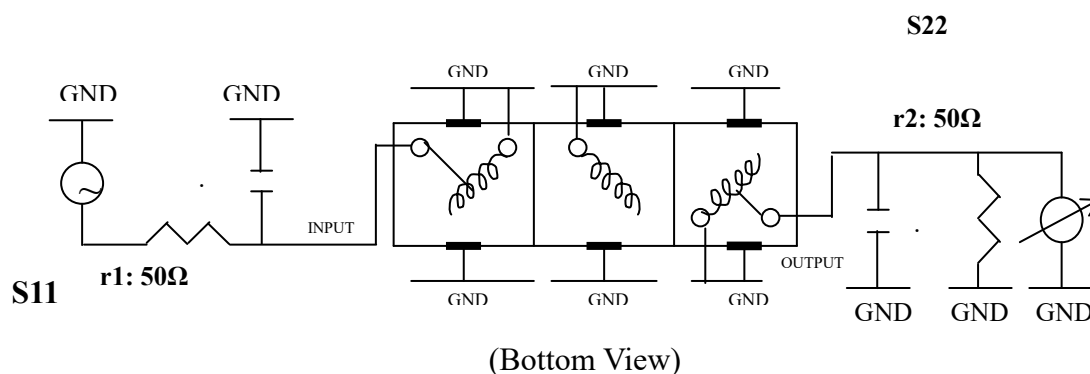 S22
GND
GND
GND
GND
GND
r2: 50Ω
INPUT
r1: 50Ω
S11
OUTPUT
GND
GND
GND
GND
GND
GND
(Bottom View)